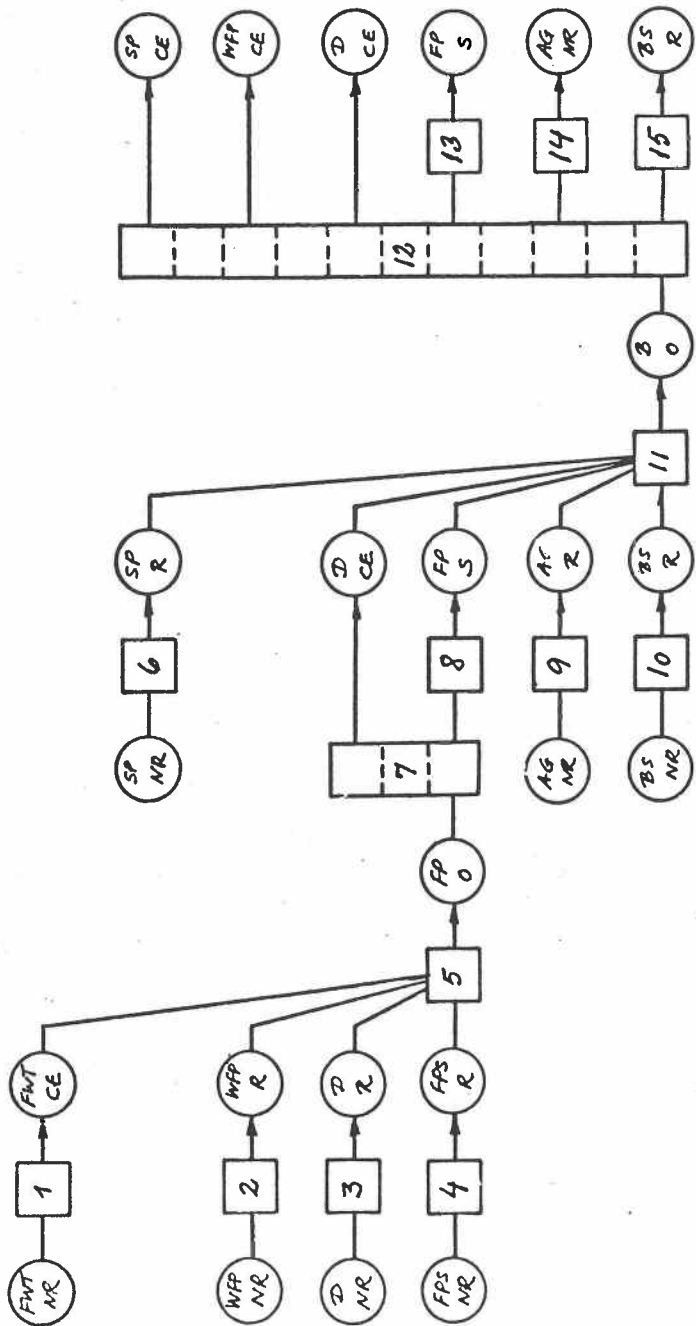 FWT
NR
1
FWT
CE
SP
NR
6
SP
R
SP
CE
WFP
NR
2
WFP
R
WFP
CE
D
NR
3
D
R
D
CE
D
CE
7
12
FPS
NR
4
FPS
R
5
FP
O
8
FP
S
13
FP
S
AG
NR
9
AG
R
14
AG
NR
BS
NR
10
BS
R
11
B
O
15
BS
R